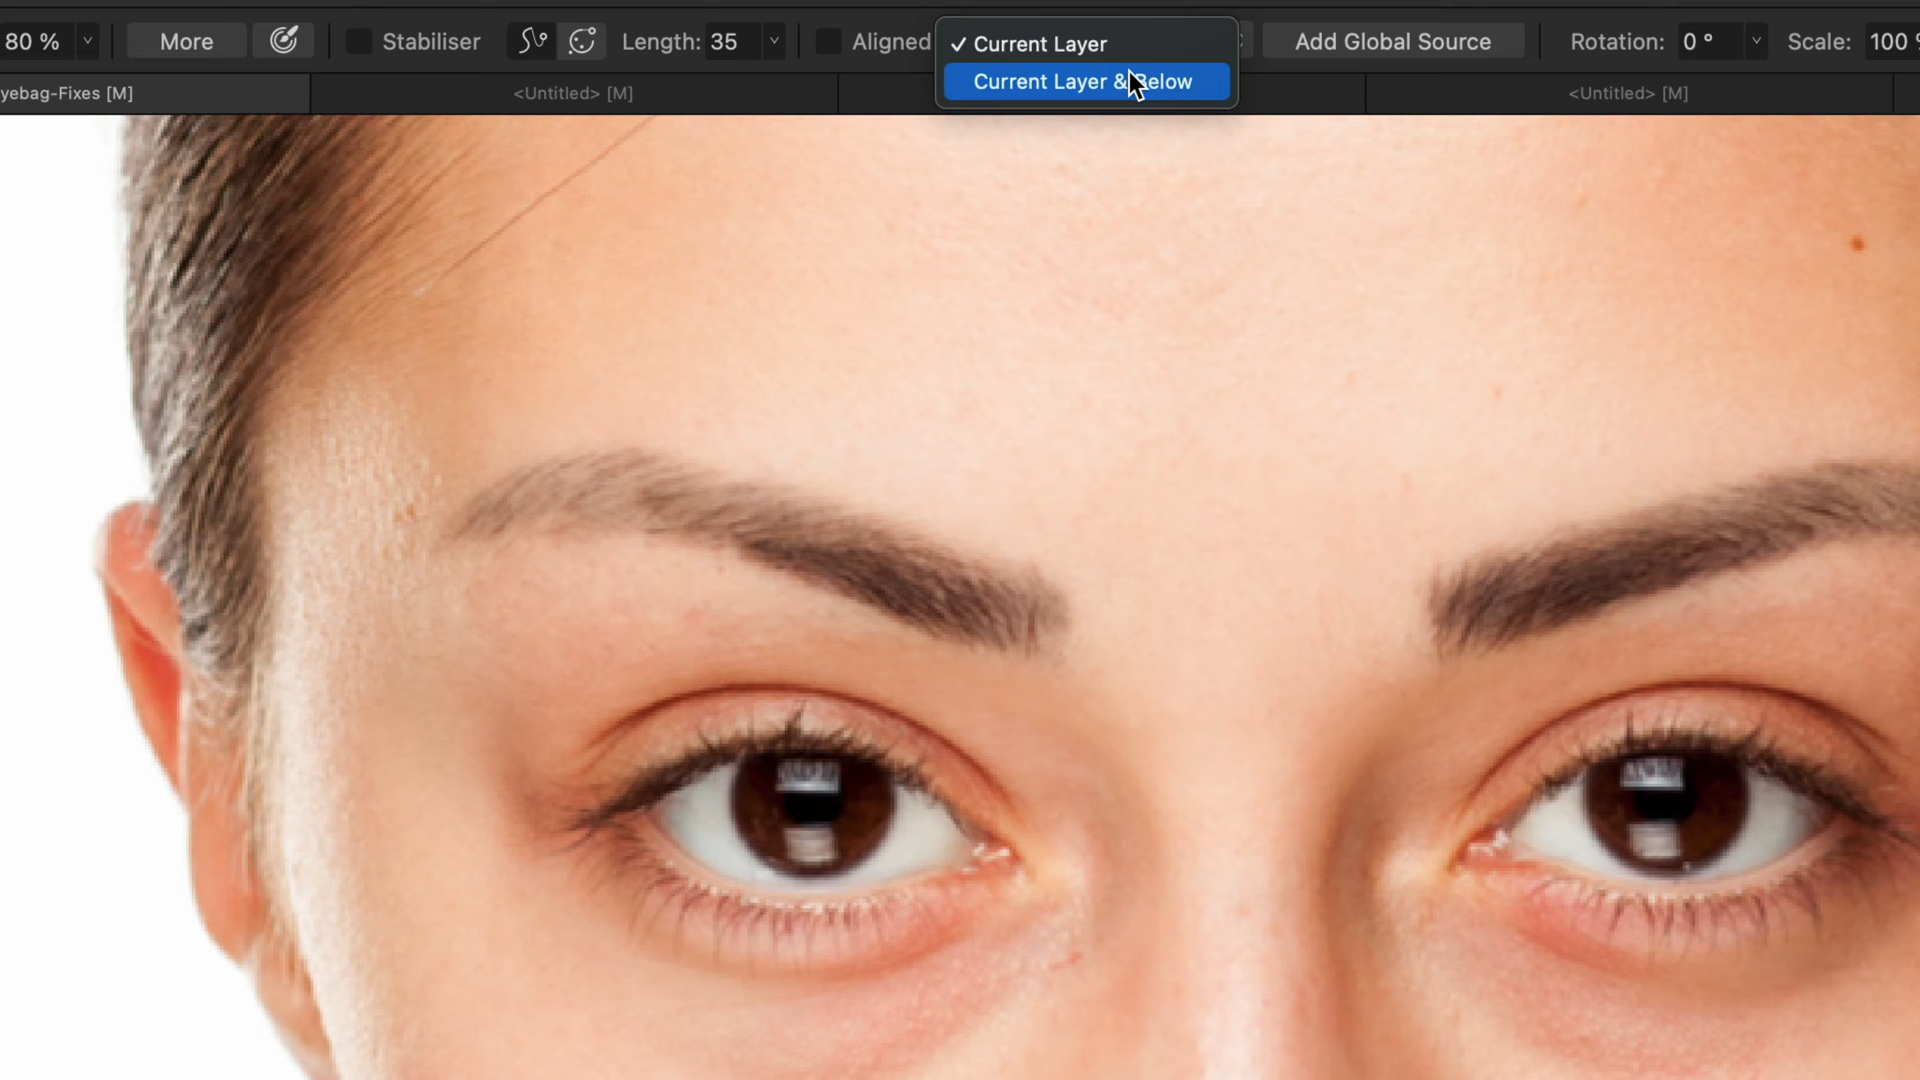 80 %
More
Stabiliser
Length: 35
Aligned
✓ Current Layer
Current Layer & Below
Add Global Source
Rotation: 0 °
Scale: 100 %
yebag-Fixes [M]
<Untitled> [M]
<Untitled> [M]